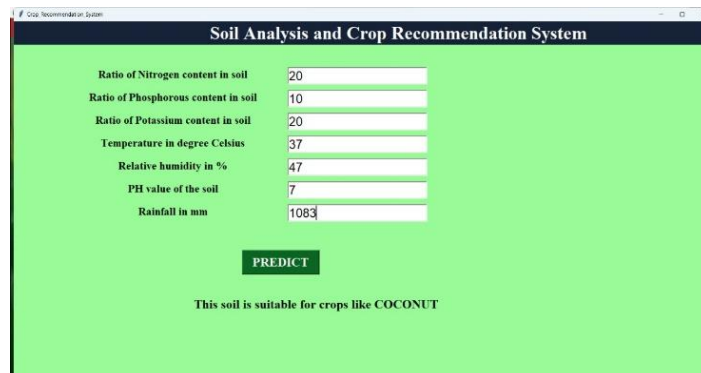 Crop Recommendation System
Soil Analysis and Crop Recommendation System
Ratio of Nitrogen content in soil 20
Ratio of Phosphorous content in soil 10
Ratio of Potassium content in soil 20
Temperature in degree Celsius 37
Relative humidity in % 47
PH value of the soil 7
Rainfall in mm 1083
PREDICT
This soil is suitable for crops like COCONUT